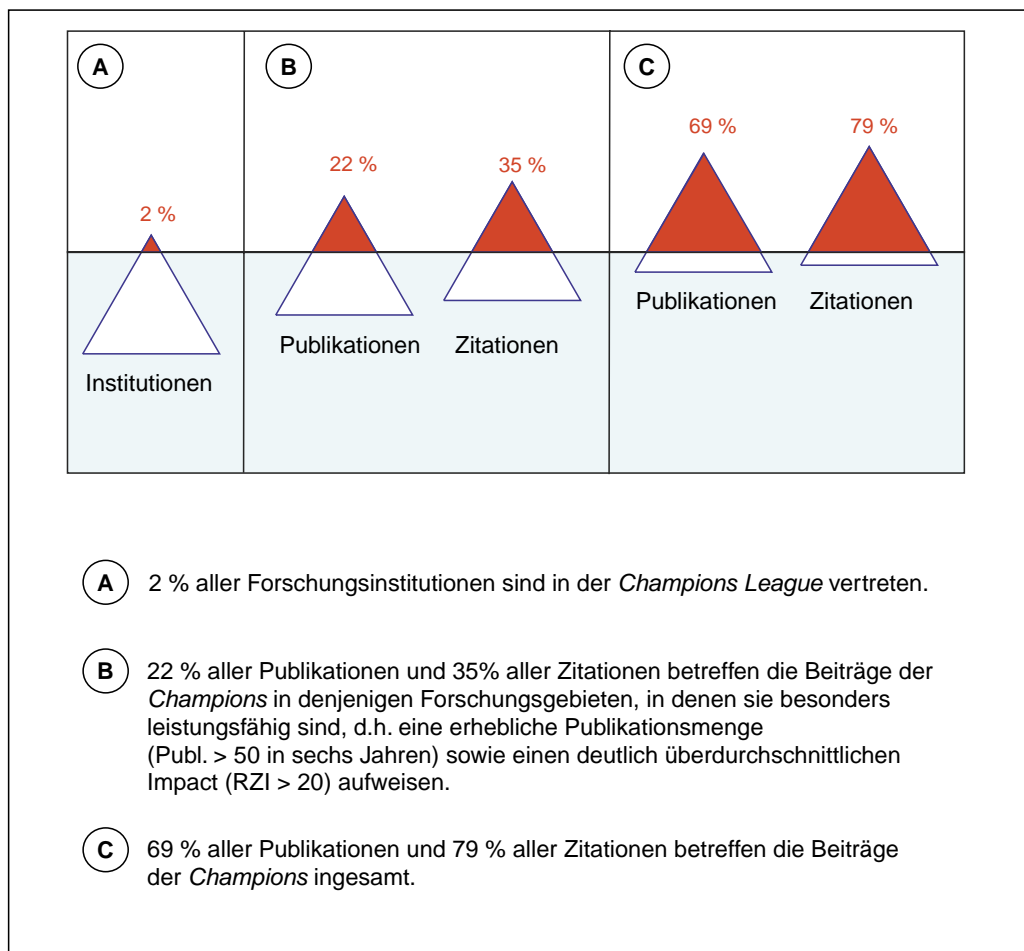 A
B
C
69 %
79 %
22 %
35 %
2 %
Publikationen
Zitationen
Publikationen
Zitationen
Institutionen
A
2 % aller Forschungsinstitutionen sind in der Champions League vertreten.
B
22 % aller Publikationen und 35% aller Zitationen betreffen die Beiträge der
Champions in denjenigen Forschungsgebieten, in denen sie besonders
leistungsfähig sind, d.h. eine erhebliche Publikationsmenge
(Publ. > 50 in sechs Jahren) sowie einen deutlich überdurchschnittlichen
Impact (RZI > 20) aufweisen.
C
69 % aller Publikationen und 79 % aller Zitationen betreffen die Beiträge
der Champions ingesamt.